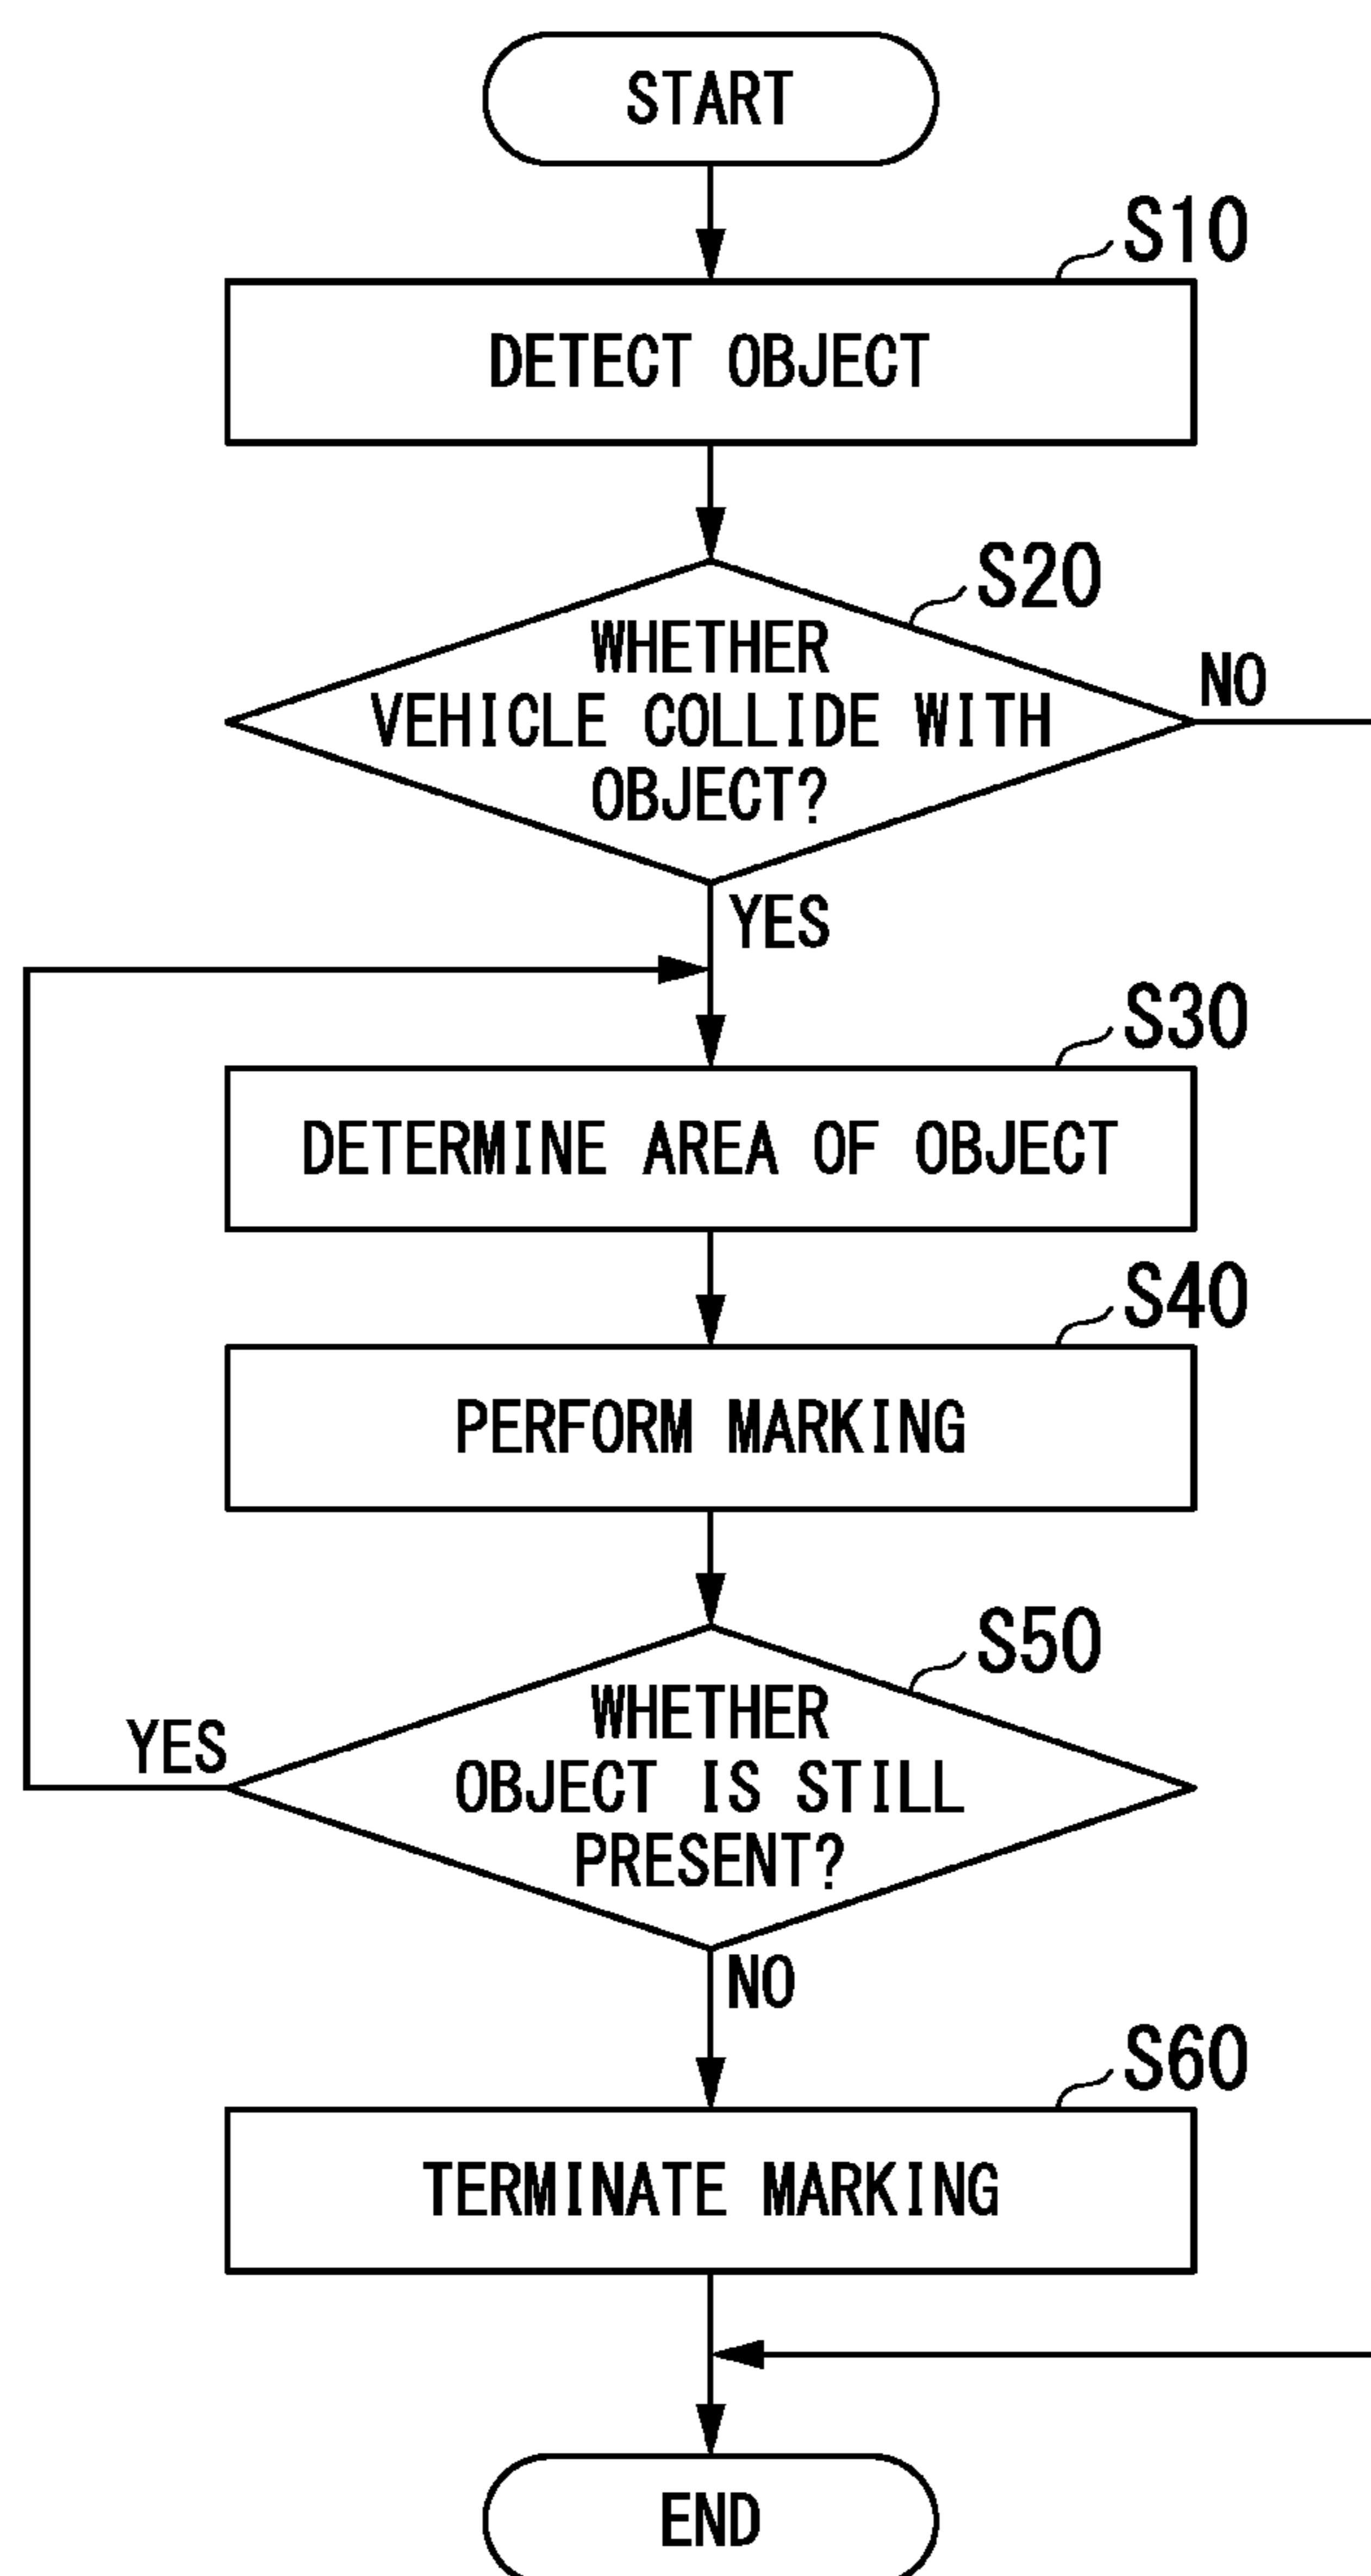 START
S10
DETECT OBJECT
S20
WHETHER
VEHICLE COLLIDE WITH
OBJECT?
NO
YES
S30
DETERMINE AREA OF OBJECT
S40
PERFORM MARKING
S50
WHETHER
OBJECT IS STILL
PRESENT?
YES
NO
S60
TERMINATE MARKING
END